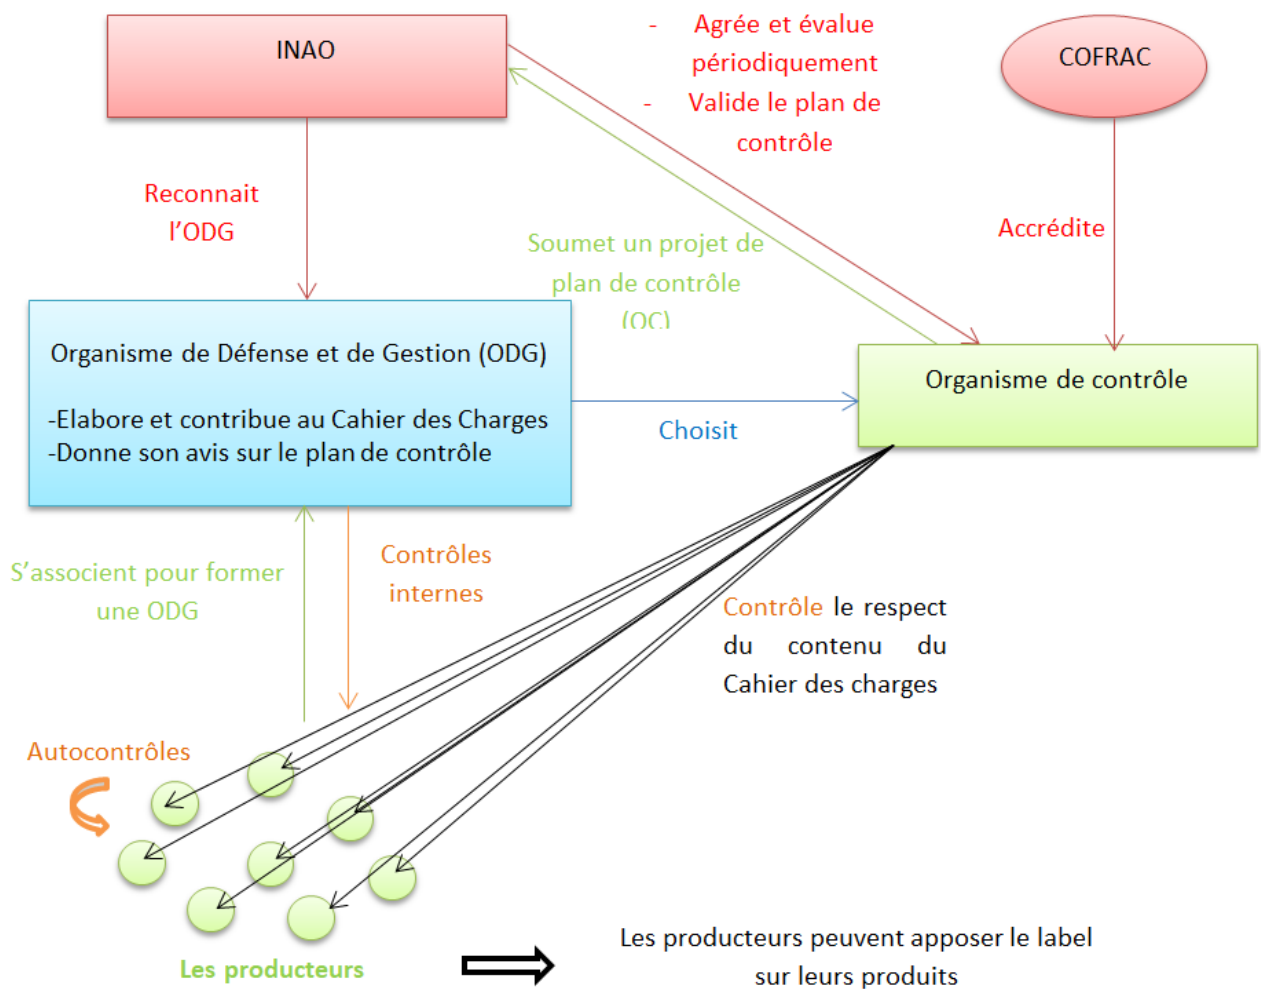 INAO
- Agrée et évalue
périodiquement
- Valide le plan de
contrôle
COFRAC
Reconnait
l'ODG
Soumet un projet de
plan de contrôle
(OC)
Accrédite
Organisme de Défense et de Gestion (ODG)
-Elabore et contribue au Cahier des Charges
-Donne son avis sur le plan de contrôle
Choisit
Organisme de contrôle
S'associent pour former
une ODG
Contrôles
internes
Contrôle le respect
du contenu du
Cahier des charges
Autocontrôles
Les producteurs
Les producteurs peuvent apposer le label
sur leurs produits